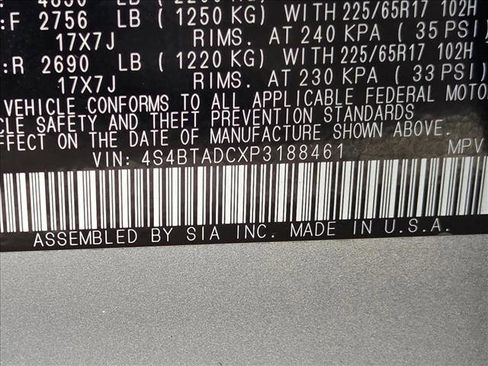 :F 2756 LB ( 1250 KG) WITH 225/65R17 102H
17X7J RIMS. AT 240 KPA ( 35 PSI)
:R 2690 LB ( 1220 KG) WITH 225/65R17 102H
17X7J RIMS. AT 230 KPA ( 33 PSI)
VEHICLE CONFORMS TO ALL APPLICABLE FEDERAL MOTO
CLE SAFETY AND THEFT PREVENTION STANDARDS
EFFECT ON THE DATE OF MANUFACTURE SHOWN ABOVE.
VIN: 4S4BTADCXP3188461 MPV
ASSEMBLED BY SIA INC. MADE IN U.S.A.